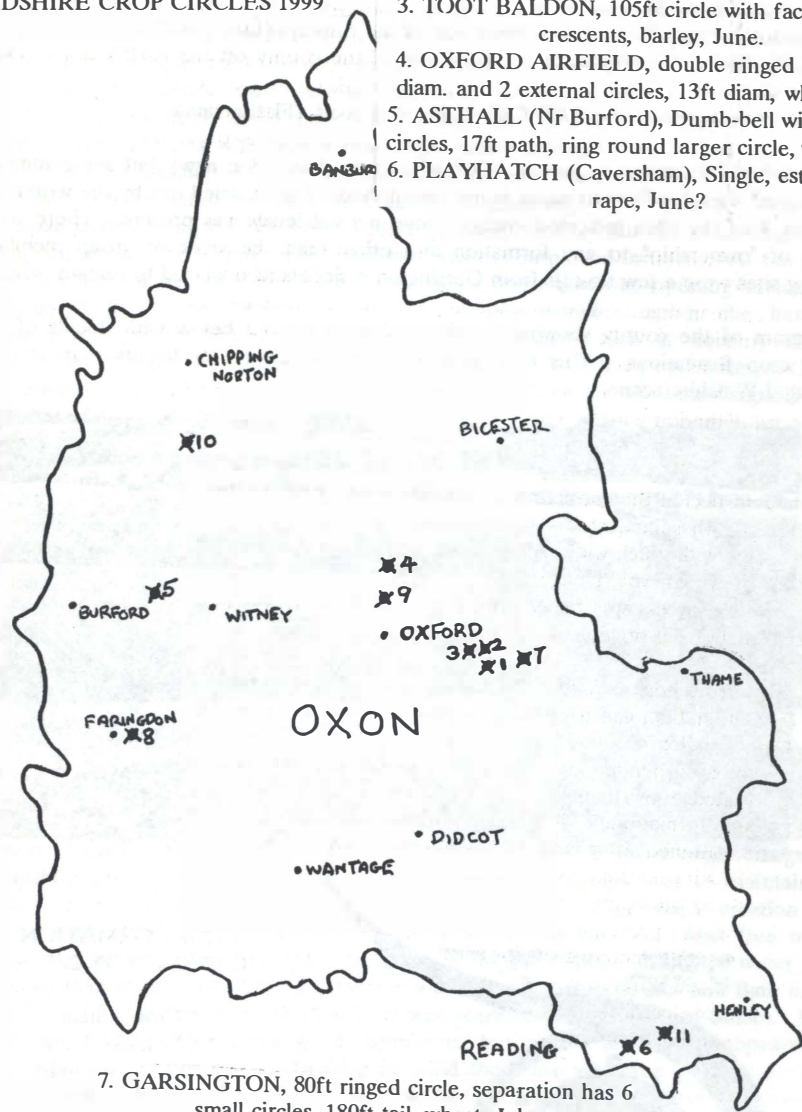 DSHIRE CROP CIRCLES 1999
3. TOOT BALDON, 105ft circle with fac
crescents, barley, June.
4. OXFORD AIRFIELD, double ringed
diam. and 2 external circles, 13ft diam, wh
5. ASTHALL (Nr Burford), Dumb-bell wi
circles, 17ft path, ring round larger circle,
6. PLAYHATCH (Caversham), Single, est
rape, June?
BANBUR
CHIPPING
NORTON
10
BICESTER
4
5
9
BURFORD
WITNEY
OXFORD
3 2
1 7
THAME
FARINGDON
8
OXON
DIDCOT
WANTAGE
HENLEY
READING 6 11
7. GARSINGTON, 80ft ringed circle, separation has 6
small circles, 180ft tail, wheat,